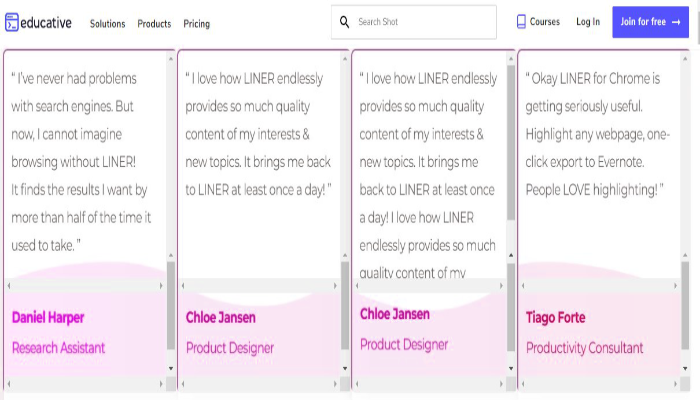 educative
Solutions
Products
Pricing
Search Shot
Courses
Log In
Join for free →
“ I’ve never had problems
with search engines. But
now, I cannot imagine
browsing without LINER!
It finds the results I want by
more than half of the time it
used to take. ”
Daniel Harper
Research Assistant
“ I love how LINER endlessly
provides so much quality
content of my interests &
new topics. It brings me back
to LINER at least once a day! ”
Chloe Jansen
Product Designer
“ I love how LINER endlessly
provides so much quality
content of my interests &
new topics. It brings me
back to LINER at least once
a day! I love how LINER
endlessly provides so much
quality content of my
Chloe Jansen
Product Designer
“ Okay LINER for Chrome is
getting seriously useful.
Highlight any webpage, one-
click export to Evernote.
People LOVE highlighting! ”
Tiago Forte
Productivity Consultant